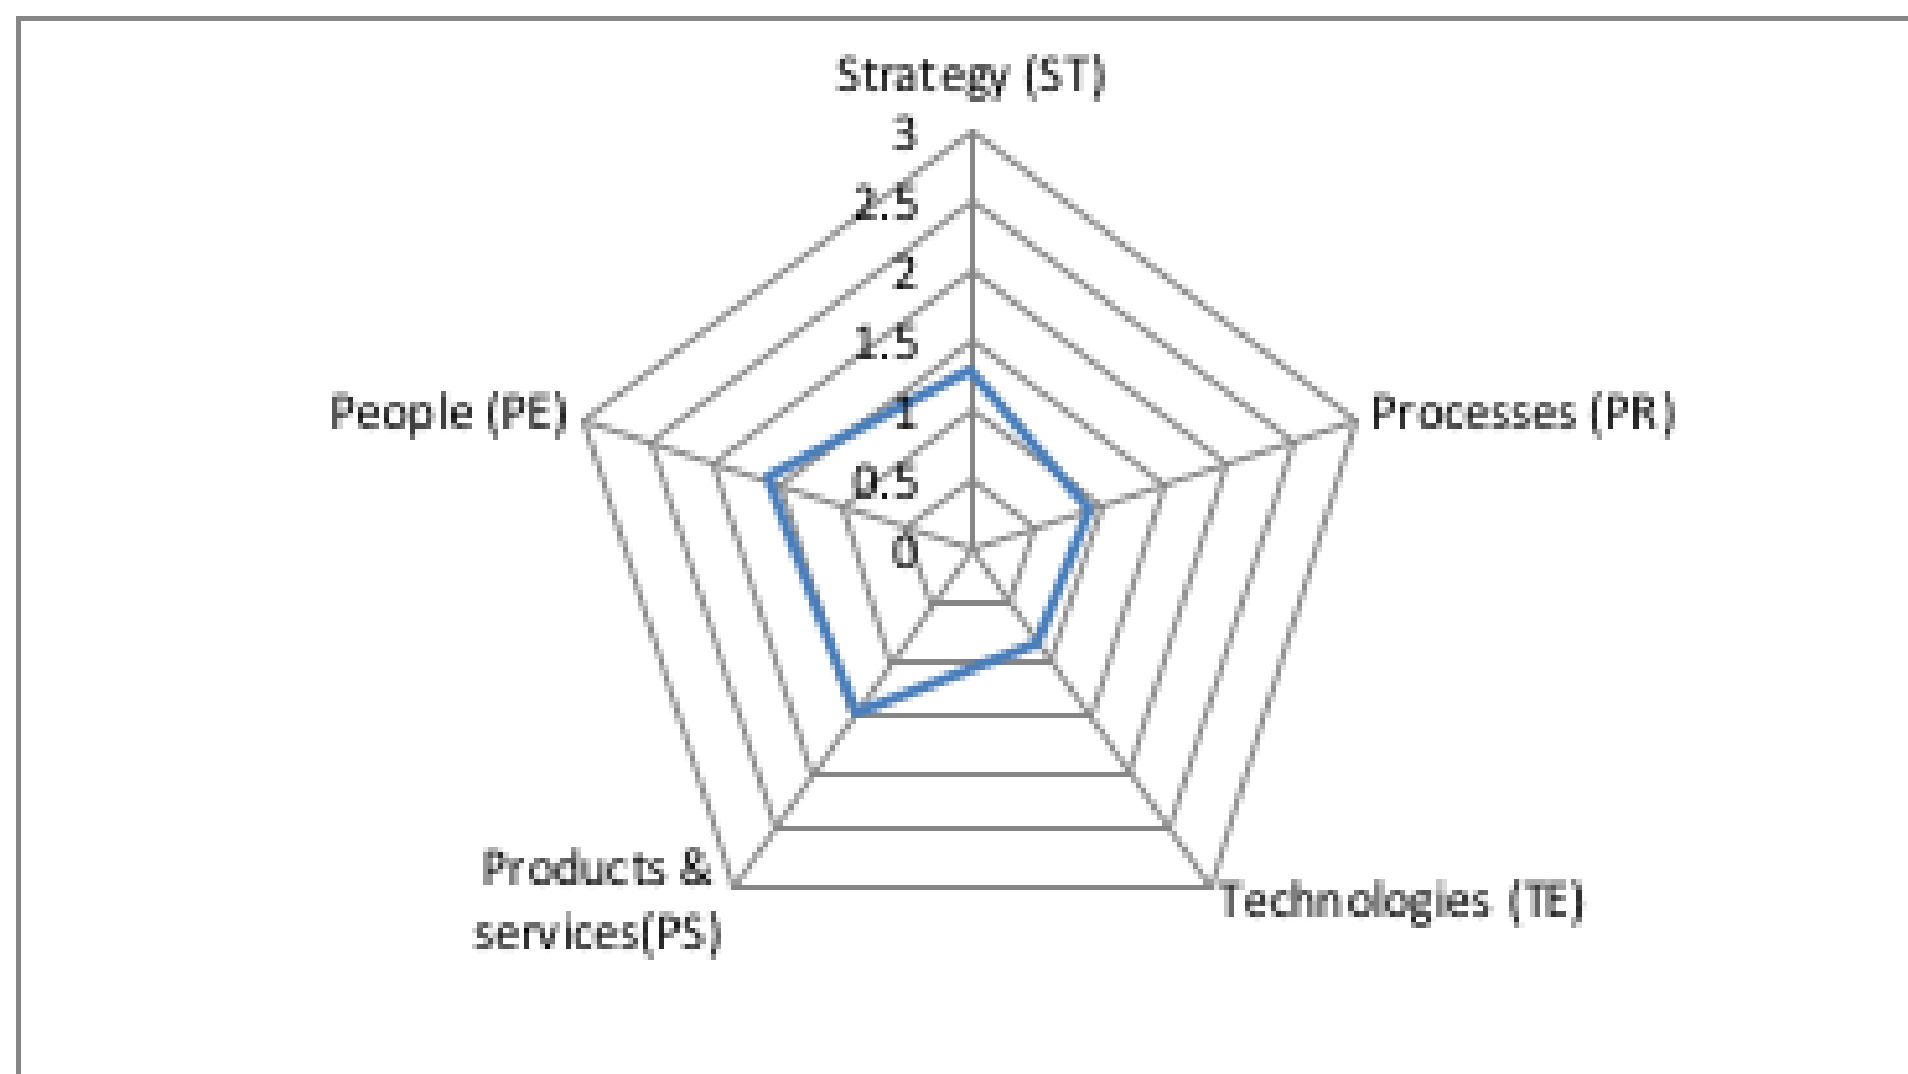 Strategy (ST)
3
2.5
2
1.5
1
0.5
0
People (PE)
Processes (PR)
Products &
services(PS)
Technologies (TE)